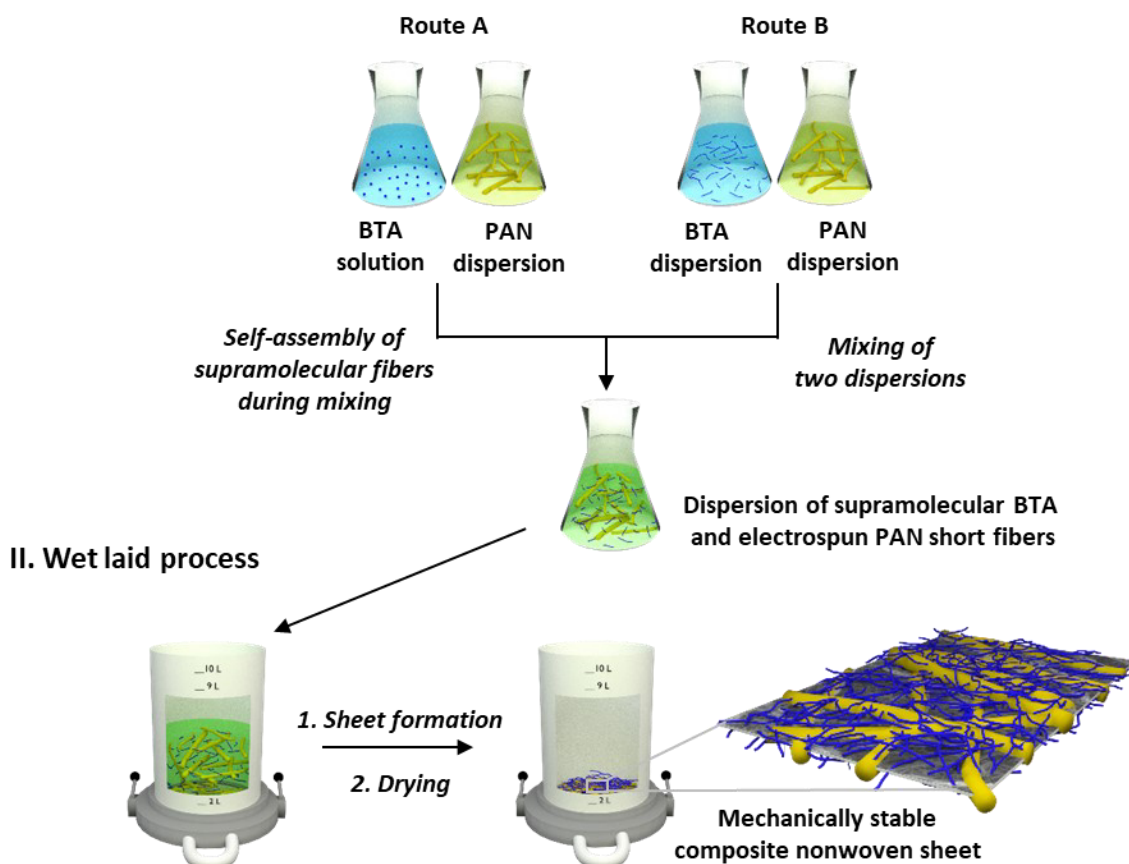 Route A
Route B
BTA
solution
PAN
dispersion
BTA
dispersion
PAN
dispersion
Self-assembly of
supramolecular fibers
during mixing
Mixing of
two dispersions
Dispersion of supramolecular BTA
and electrospun PAN short fibers
II. Wet laid process
10 L
9 L
2 L
1. Sheet formation
2. Drying
10 L
9 L
2 L
Mechanically stable
composite nonwoven sheet